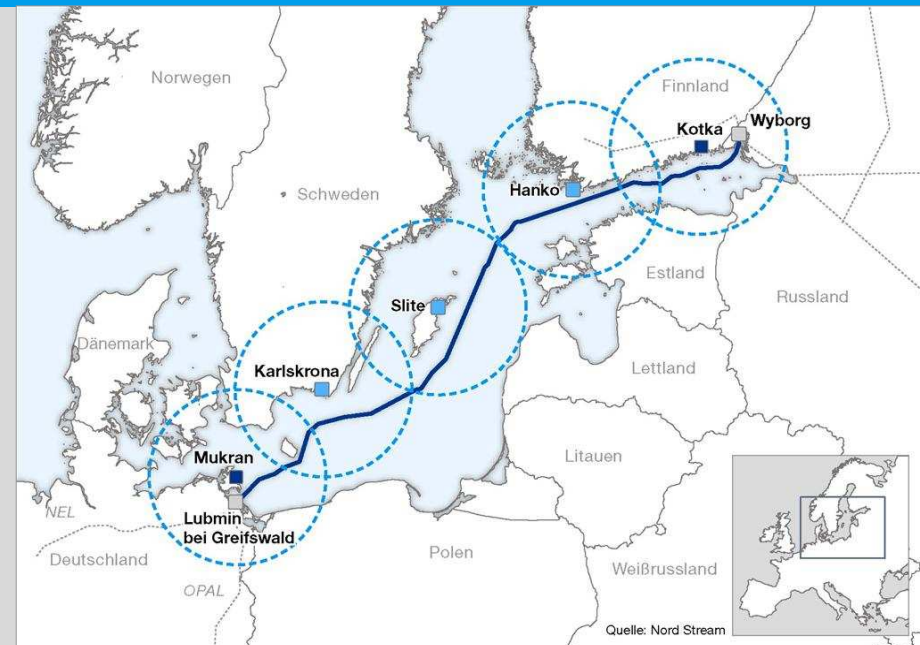 Norwegen
Finnland
Kotka
Wyborg
Schweden
Hanko
Estland
Russland
Slite
Dänemark
Lettland
Karlskrona
Litauen
Mukran
NEL
Lubmin
bei Greifswald
Deutschland
Polen
Weißrussland
OPAL
Quelle: Nord Stream